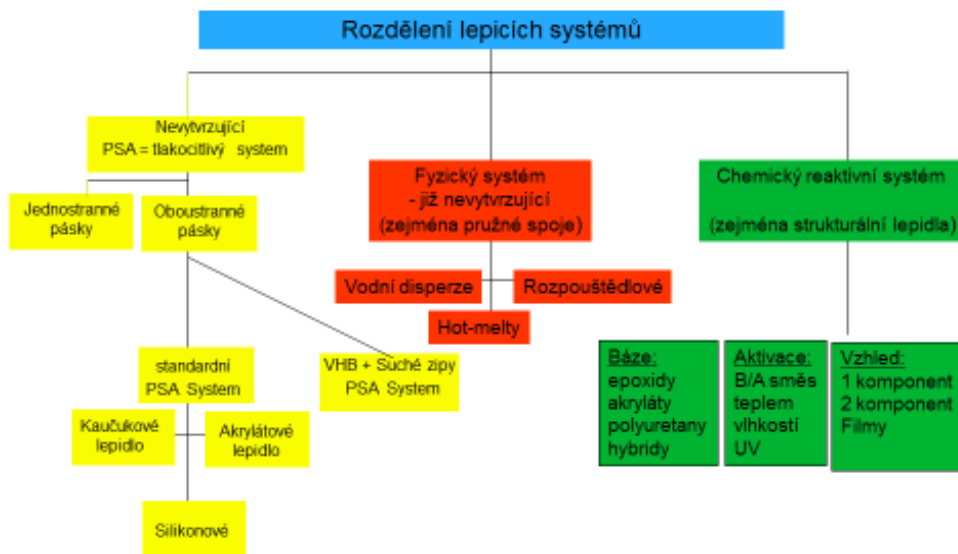 Rozdělení lepicích systémů
Nevytvrzující
PSA = tlakocitlivý system
Jednostranné
pásky
Oboustranné
pásky
standardní
PSA System
VHB + Suché zipy
PSA System
Kaučukové
lepidlo
Akrylátové
lepidlo
Silikonové
Fyzický systém
- již nevytvrzující
(zejména pružné spoje)
Vodní disperze
Rozpouštědlové
Hot-melty
Chemický reaktivní systém
(zejména strukturální lepidla)
Báze:
epoxidy
akryláty
polyuretany
hybridy
Aktivace:
B/A směs
teplem
vlhkostí
UV
Vzhled:
1 komponent
2 komponent
Filmy